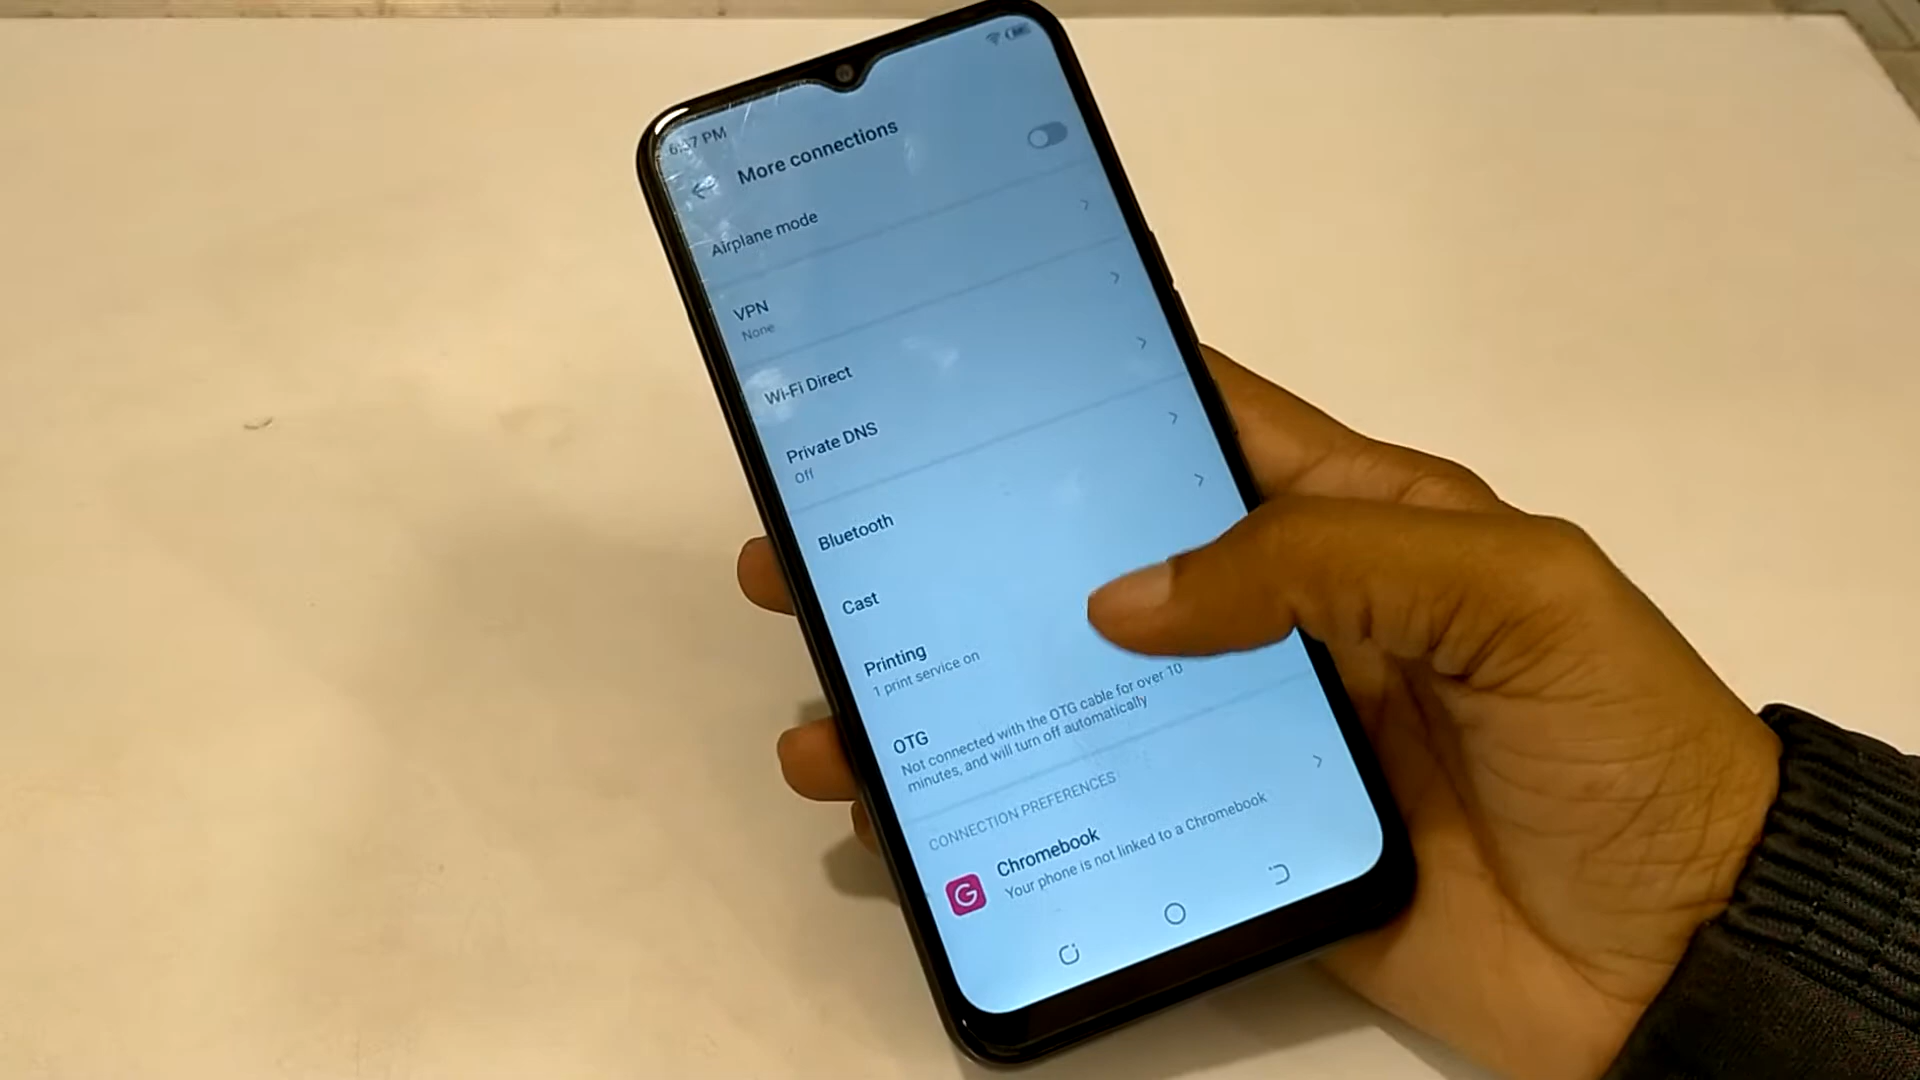 PM
More connections
Airplane mode
VPN
None
Wi-Fi Direct
Private DNS
Off
Bluetooth
Cast
Printing
1 print service on
OTG
Not connected with the OTG cable for over 10
minutes, and will turn off automatically
CONNECTION PREFERENCES
Chromebook
Your phone is not linked to a Chromebook